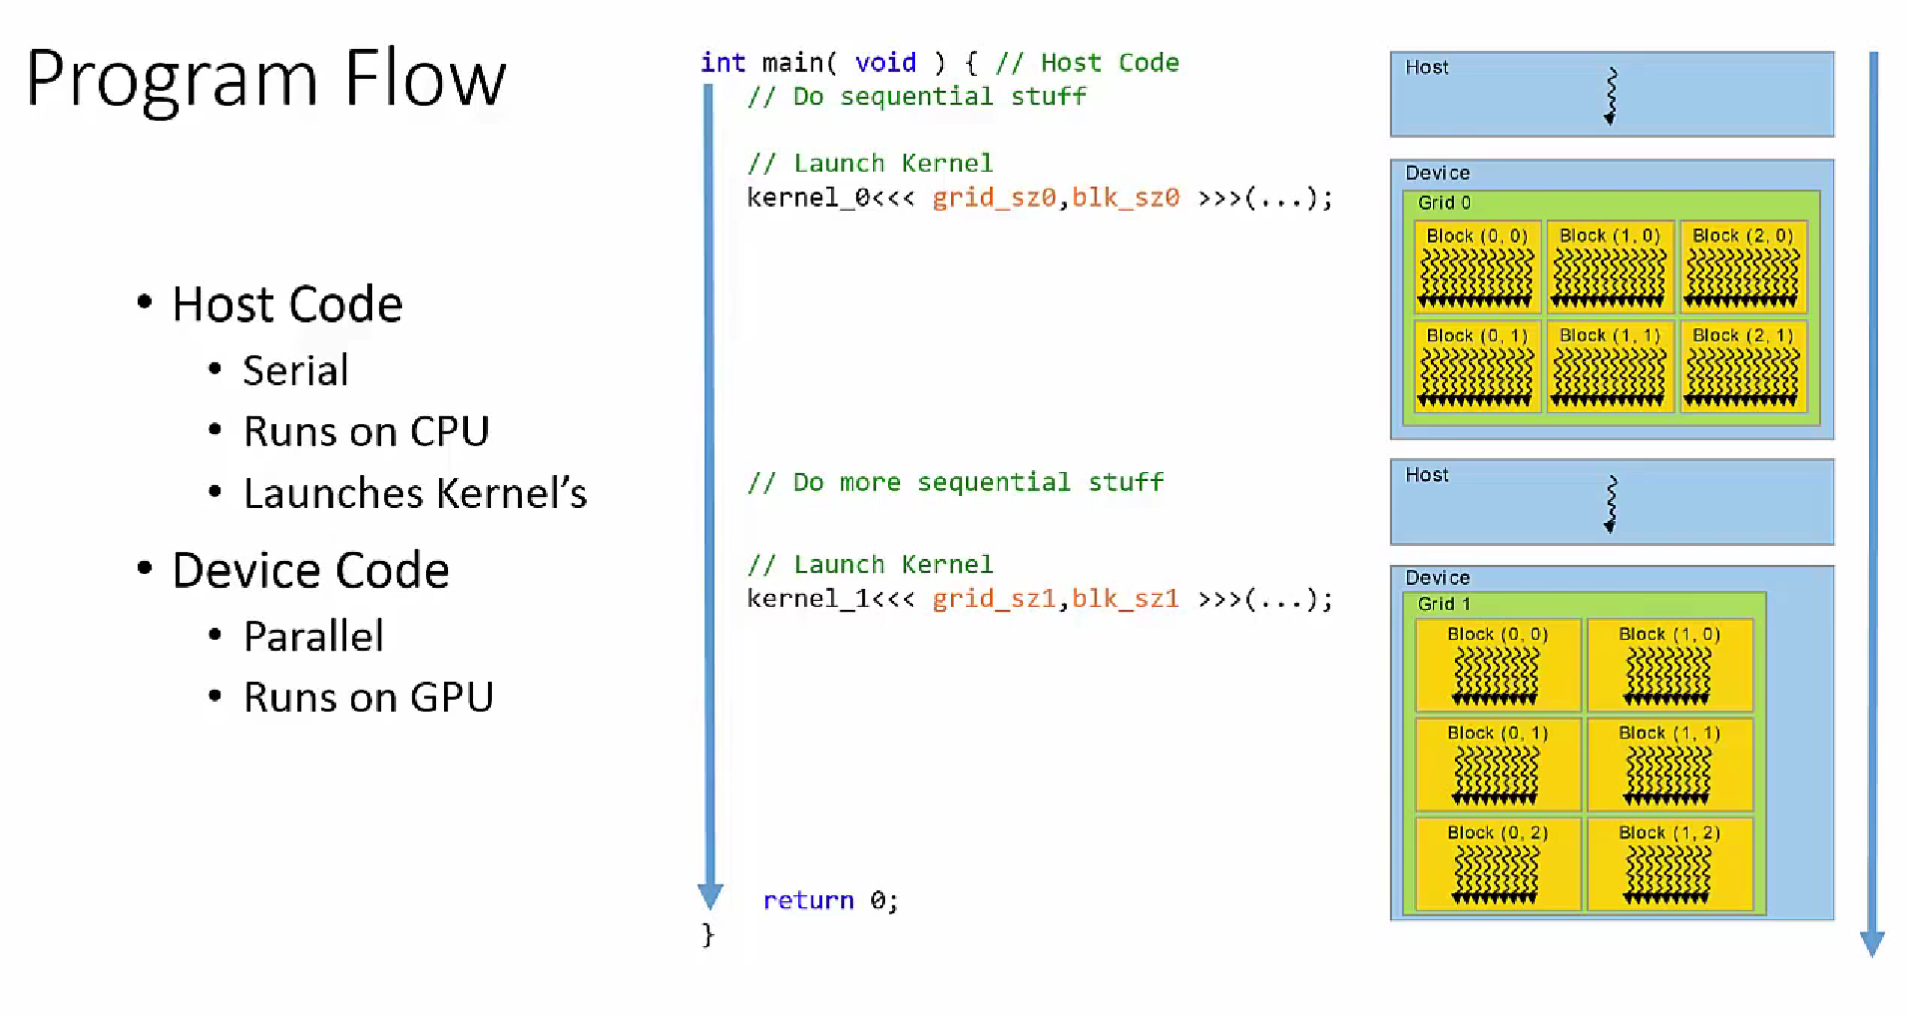 Program Flow
• Host Code
• Serial
• Runs on CPU
• Launches Kernel’s
• Device Code
• Parallel
• Runs on GPU
int main( void ) { // Host Code
// Do sequential stuff
// Launch Kernel
kernel_0<<< grid_sz0,blk_sz0 >>>(...);
// Do more sequential stuff
// Launch Kernel
kernel_1<<< grid_sz1,blk_sz1 >>>(...);
return 0;
}
Host
Device
Grid 0
Block (0, 0) Block (1, 0) Block (2, 0)
Block (0, 1) Block (1, 1) Block (2, 1)
Host
Device
Grid 1
Block (0, 0) Block (1, 0)
Block (0, 1) Block (1, 1)
Block (0, 2) Block (1, 2)